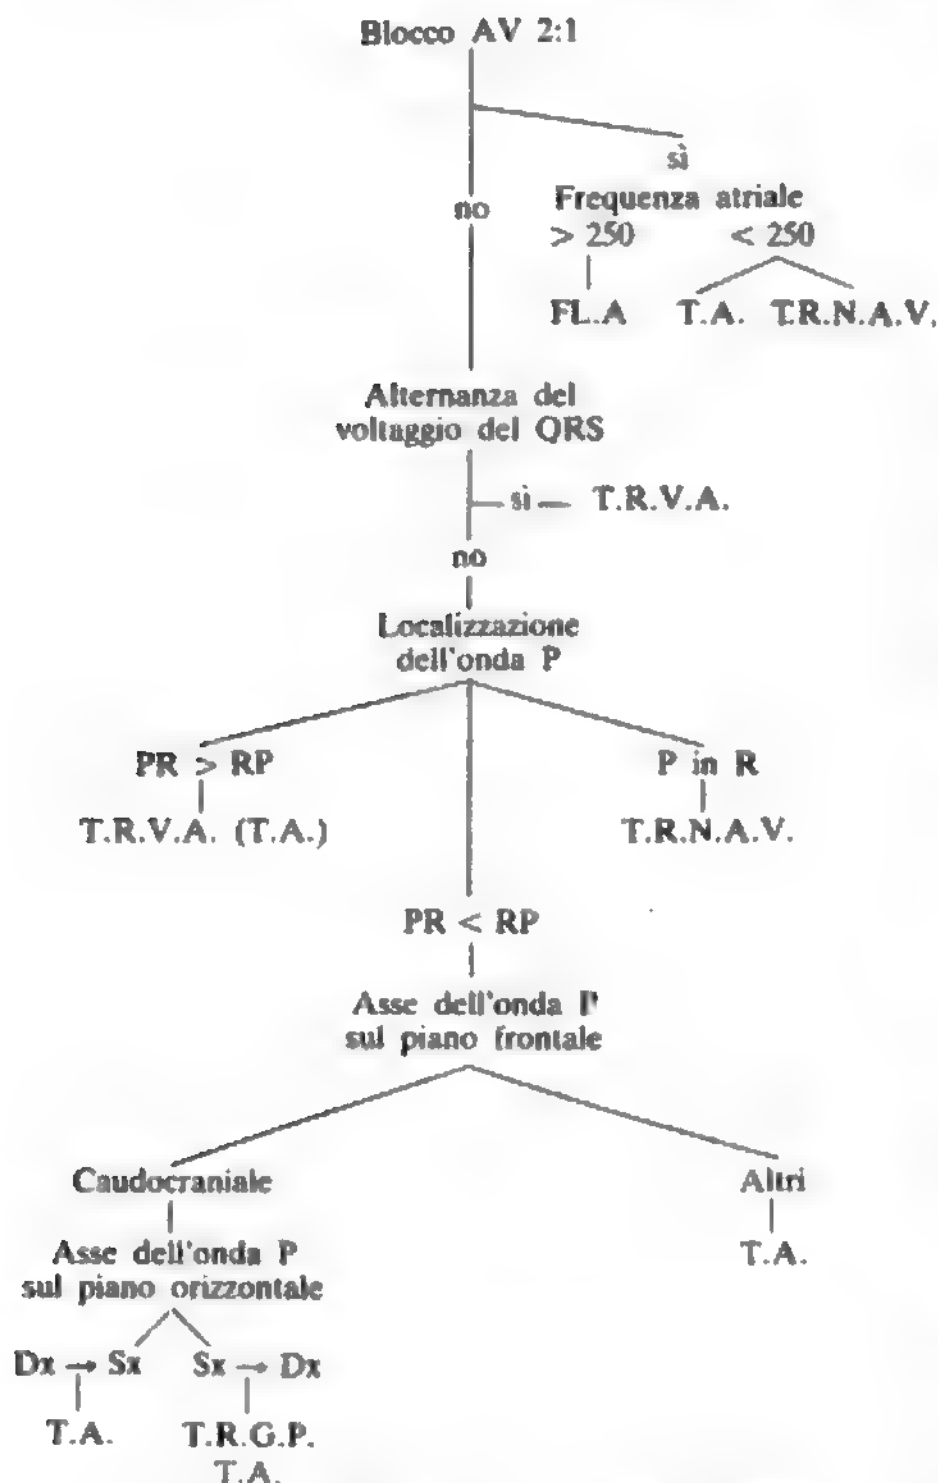 Blocco AV 2:1
sì
no
Frequenza atriale
> 250 < 250
FL.A T.A. T.R.N.A.V.
Alternanza del
voltaggio del QRS
sì T.R.V.A.
no
Localizzazione
dell'onda P
PR > RP P in R
T.R.V.A. (T.A.) T.R.N.A.V.
PR < RP
Asse dell'onda P
sul piano frontale
Caudocraniale Altri
Asse dell'onda P T.A.
sul piano orizzontale
Dx → Sx Sx → Dx
T.A. T.R.G.P.
T.A.